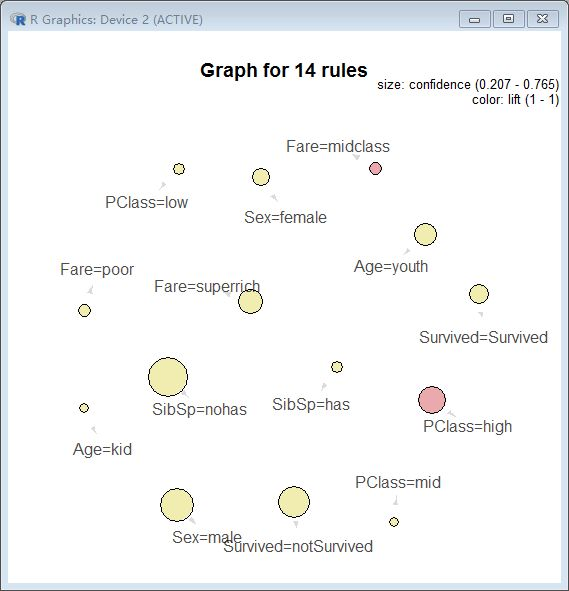 R Graphics: Device 2 (ACTIVE)
Graph for 14 rules
size: confidence (0.207 - 0.765)
color: lift (1 - 1)
Fare=midclass
PClass=low
Sex=female
Age=youth
Fare=poor
Fare=superrich
Survived=Survived
SibSp=nohas
SibSp=has
PClass=high
Age=kid
PClass=mid
Sex=male
Survived=notSurvived